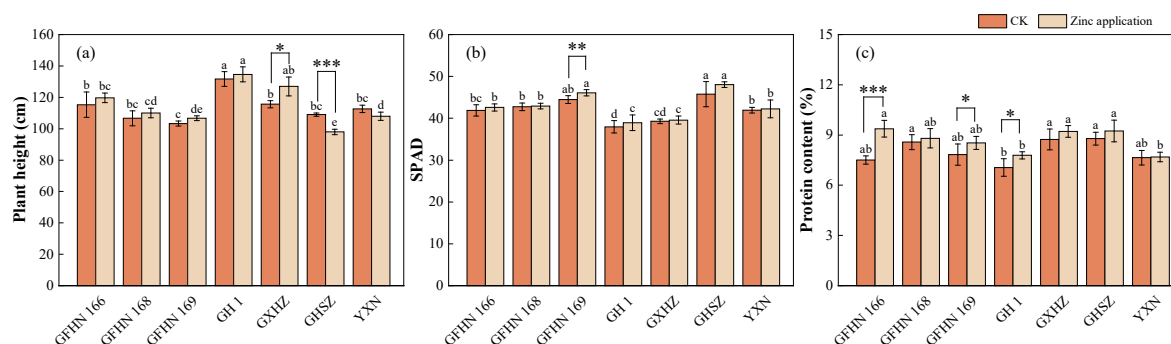 CK Zinc application
(a)
Plant height (cm)
160
140
120
100
80
60
40
20
0
b b
bc cd
c de
a a
*
b ab
***
bc e
bc d
GFHN 166
GFHN 168
GFHN 169
GH 1
GXHZ
GHSZ
YXN
(b)
SPAD
60
40
20
0
bc b
b b
**
ab a
d c
cd c
a a
bc b
GFHN 166
GFHN 168
GFHN 169
GH 1
GXHZ
GHSZ
YXN
(c)
Protein content (%)
15
12
9
6
3
0
***
ab a
a ab
*
ab ab
*
b b
a a
a a
ab b
GFHN 166
GFHN 168
GFHN 169
GH 1
GXHZ
GHSZ
YXN